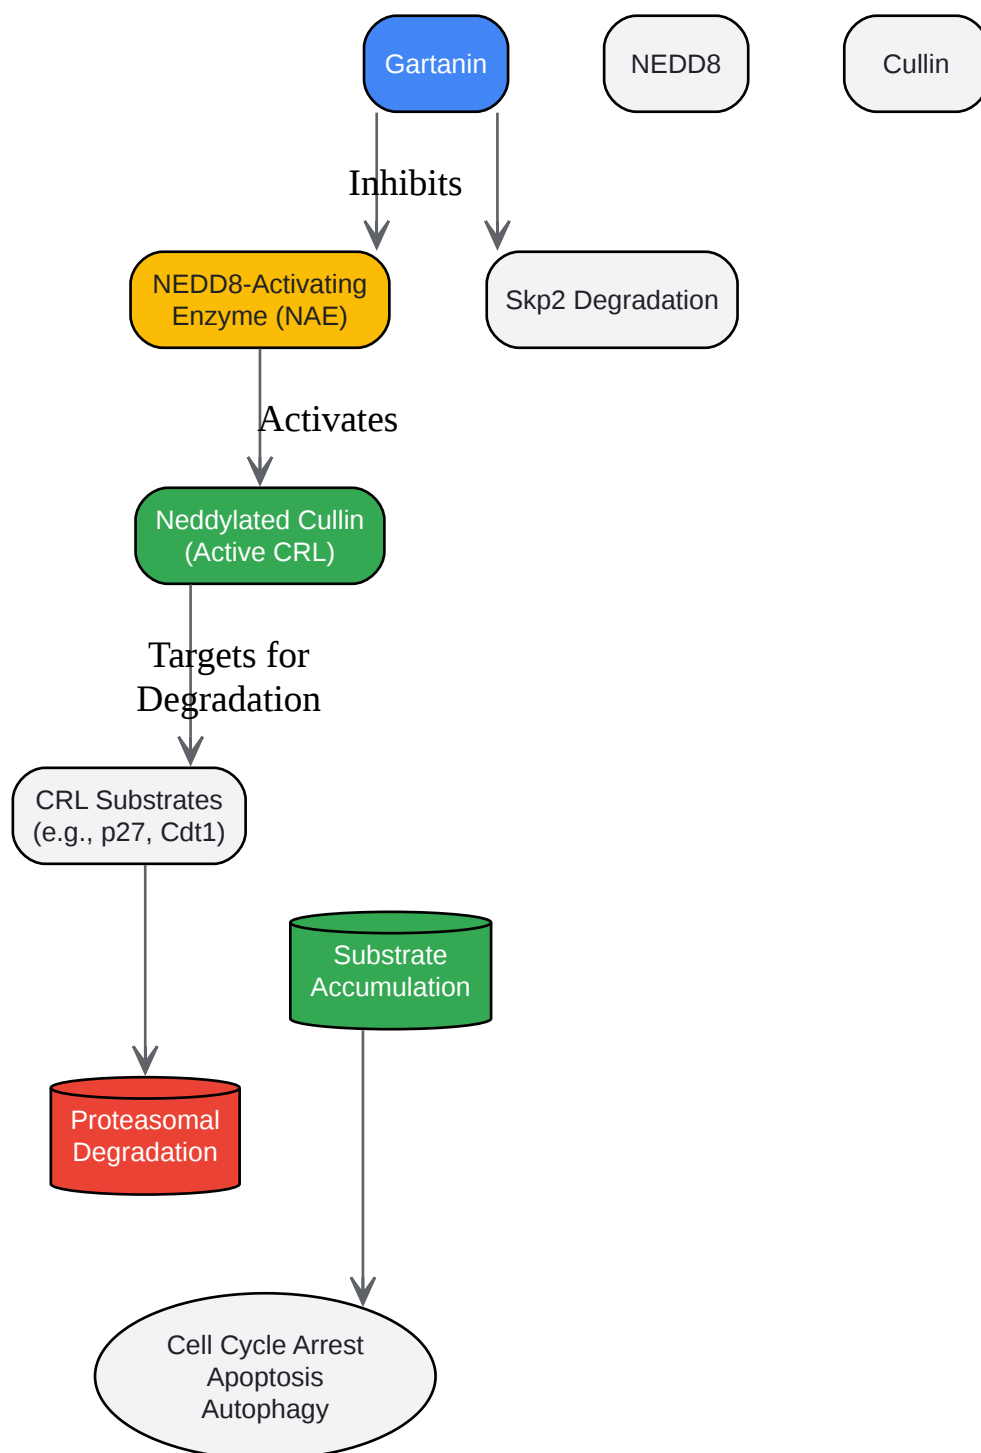 Gartanin
NEDD8
Cullin
Inhibits
NEDD8-Activating
Enzyme (NAE)
Skp2 Degradation
Activates
Neddylated Cullin
(Active CRL)
Targets for
Degradation
CRL Substrates
(e.g., p27, Cdt1)
Substrate
Accumulation
Proteasomal
Degradation
Cell Cycle Arrest
Apoptosis
Autophagy